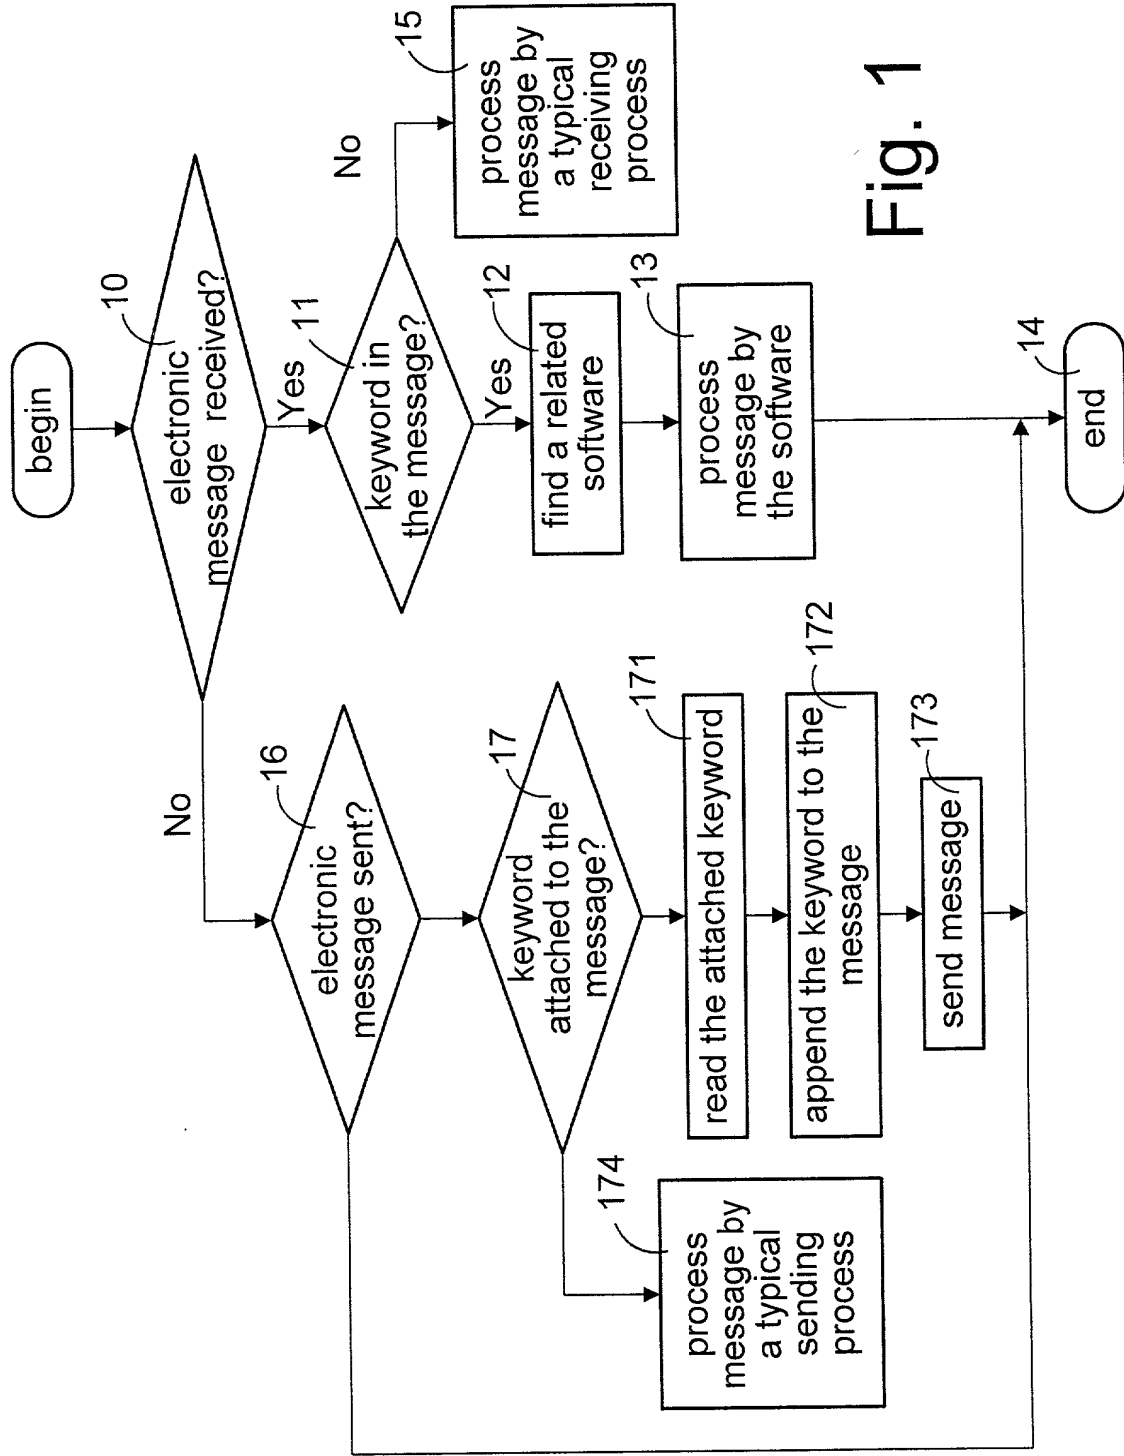 begin
10
electronic
message received?
No
Yes
11
keyword in
the message?
No
15
process
message by
a typical
receiving
process
Yes
12
find a related
software
13
process
message by
the software
14
end
16
electronic
message sent?
17
keyword
attached to the
message?
171
read the attached keyword
172
append the keyword to the
message
173
send message
174
process
message by
a typical
sending
process
Fig. 1